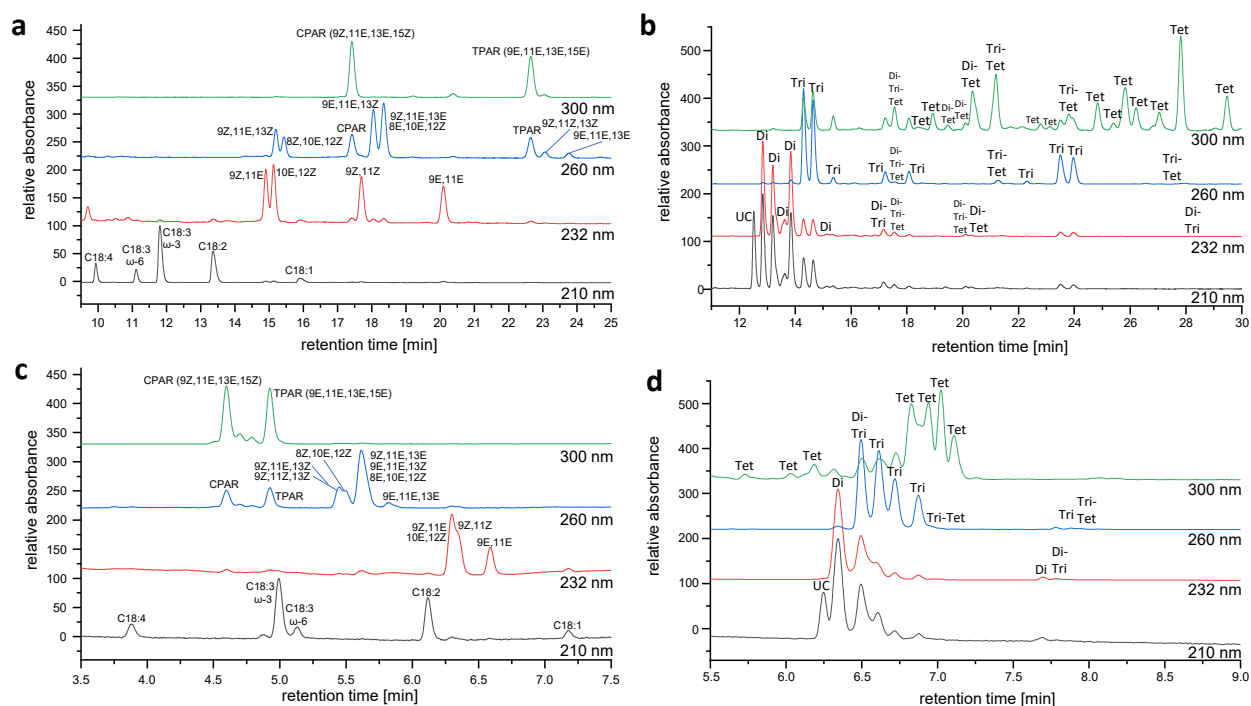 a
relative absorbance
450
400
350
300
250
200
150
100
50
0
CPAR (9Z,11E,13E,15Z)
TPAR (9E,11E,13E,15E)
300 nm
9Z,11E,13Z
8Z,10E,12Z
CPAR
9E,11E,13Z
9Z,11E,13E
8E,10E,12Z
TPAR
9Z,11Z,13Z
9E,11E,13E
260 nm
9Z,11E
10E,12Z
9Z,11Z
9E,11E
232 nm
C18:4
C18:3
ω-6
C18:3
ω-3
C18:2
C18:1
210 nm
10 11 12 13 14 15 16 17 18 19 20 21 22 23 24 25
retention time [min]
b
relative absorbance
500
400
300
200
100
0
Tri
Tri
Di-
Tri-
Tet
Tet
Tet
Di-
Tet
Di-
Tet
Di-
Tet
Tri-
Tet
Tet
Tet
Tri-
Tet
Tet
Tet
Tet
Tet
Tet
Tet
Tet
300 nm
Tri
Tri
Di-
Tri-
Tet
Tri
Tri-
Tet
Tri
Tri
Tri
Tri-
Tet
260 nm
Di
Di
Di
Di
Di
Di-
Tri
Di-
Tri-
Tet
Di-
Tri-
Tet
Di-
Tet
Di-
Tri
232 nm
UC
210 nm
12 14 16 18 20 22 24 26 28 30
retention time [min]
c
relative absorbance
450
400
350
300
250
200
150
100
50
0
CPAR (9Z,11E,13E,15Z)
TPAR (9E,11E,13E,15E)
300 nm
CPAR
TPAR
8Z,10E,12Z
9Z,11E,13Z
9Z,11Z,13Z
9Z,11E,13E
9E,11E,13Z
8E,10E,12Z
9E,11E,13E
260 nm
9Z,11E
10E,12Z
9Z,11Z
9E,11E
232 nm
C18:4
C18:3
ω-3
C18:3
ω-6
C18:2
C18:1
210 nm
3.5 4.0 4.5 5.0 5.5 6.0 6.5 7.0 7.5
retention time [min]
d
relative absorbance
500
400
300
200
100
0
Tet
Tet
Tet
Tet
Tet
Tet
Tet
300 nm
Di-
Tri
Tri
Tri
Tri
Tri-Tet
Tri
Tri-
Tet
260 nm
Di
Di
Di-
Tri
232 nm
UC
210 nm
5.5 6.0 6.5 7.0 7.5 8.0 8.5 9.0
retention time [min]